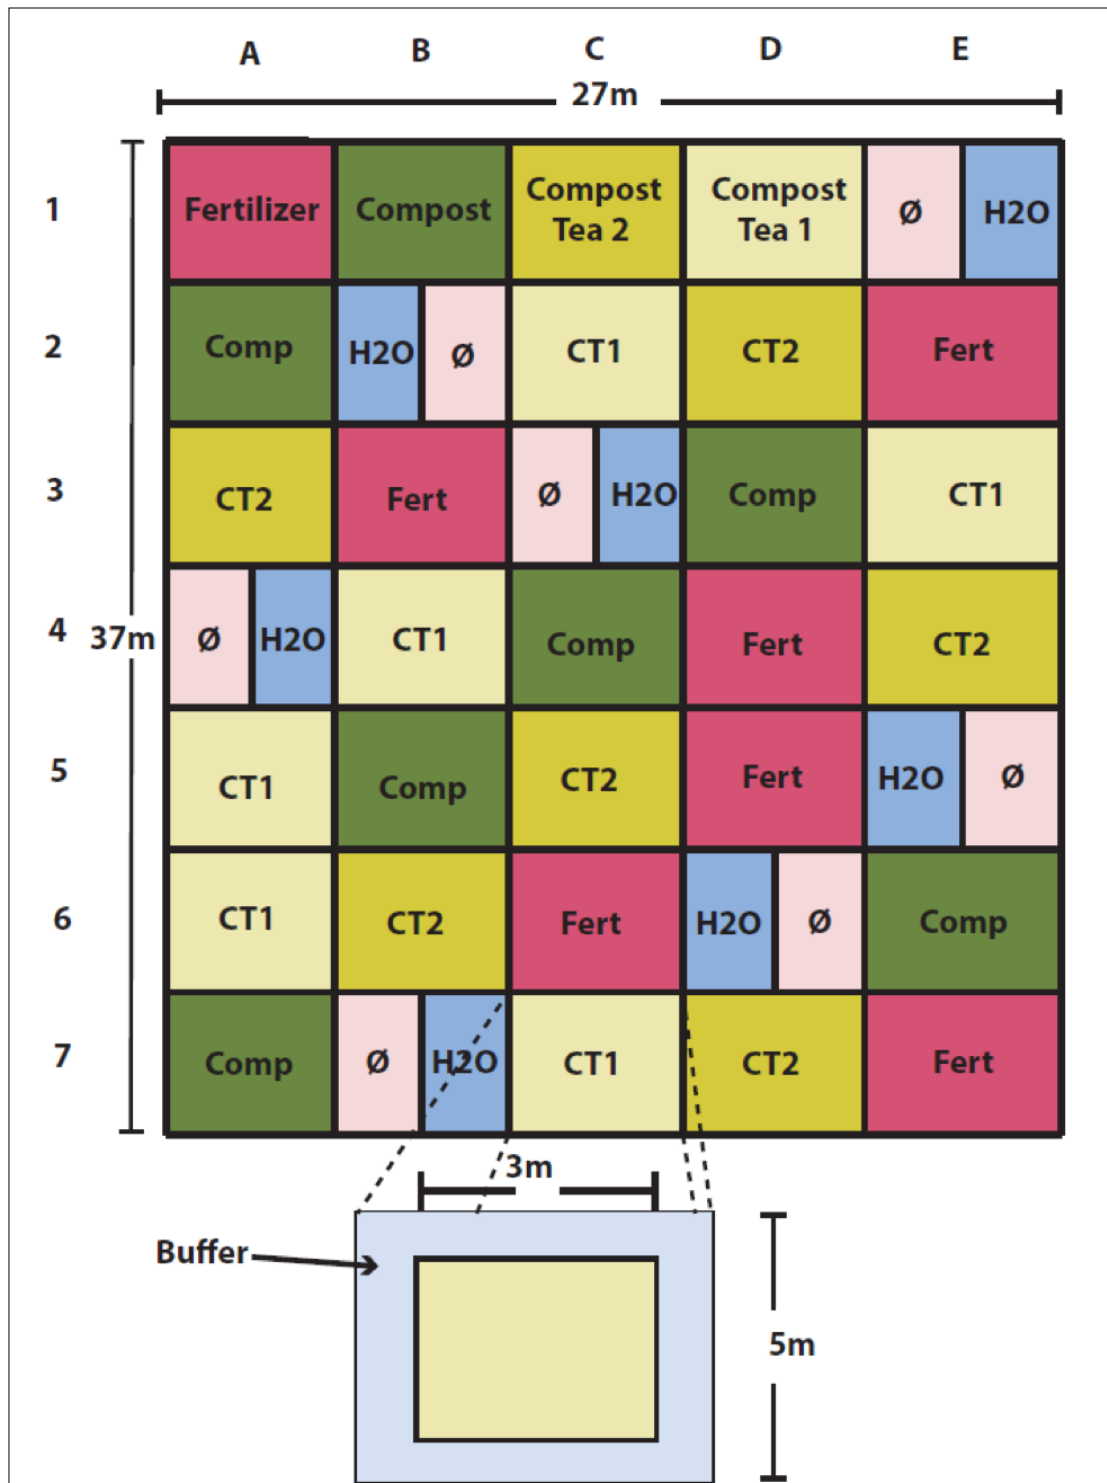 A B C D E
27m
1 Fertilizer Compost Compost Tea 2 Compost Tea 1 Ø H2O
2 Comp H2O Ø CT1 CT2 Fert
3 CT2 Fert Ø H2O Comp CT1
4 Ø H2O CT1 Comp Fert CT2
37m
5 CT1 Comp CT2 Fert H2O Ø
6 CT1 CT2 Fert H2O Ø Comp
7 Comp Ø H2O CT1 CT2 Fert
3m
Buffer
5m